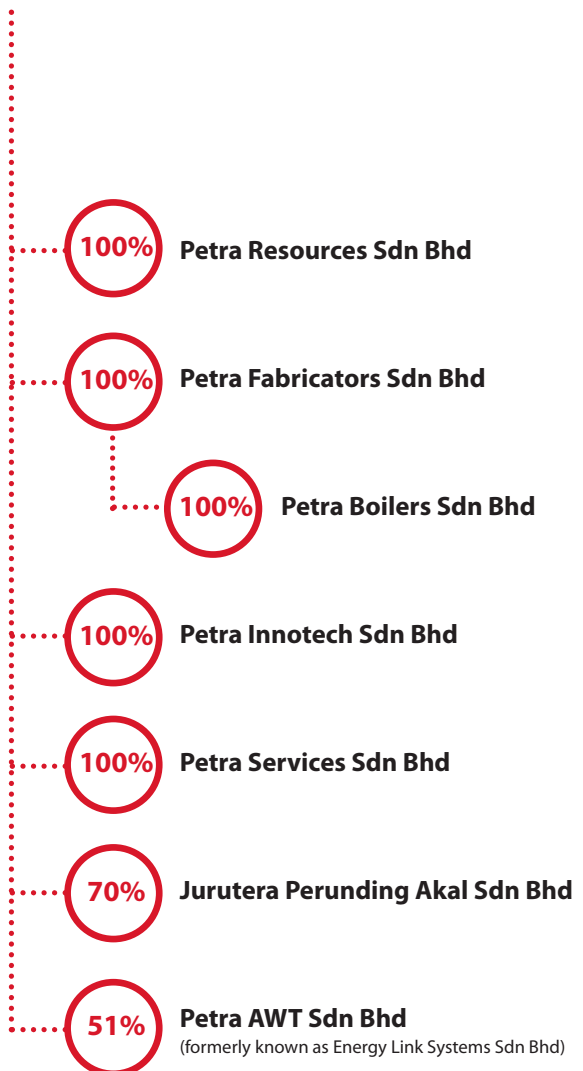 100% Petra Resources Sdn Bhd
100% Petra Fabricators Sdn Bhd
100% Petra Boilers Sdn Bhd
100% Petra Innotech Sdn Bhd
100% Petra Services Sdn Bhd
70% Jurutera Perunding Akal Sdn Bhd
51% Petra AWT Sdn Bhd
(formerly known as Energy Link Systems Sdn Bhd)